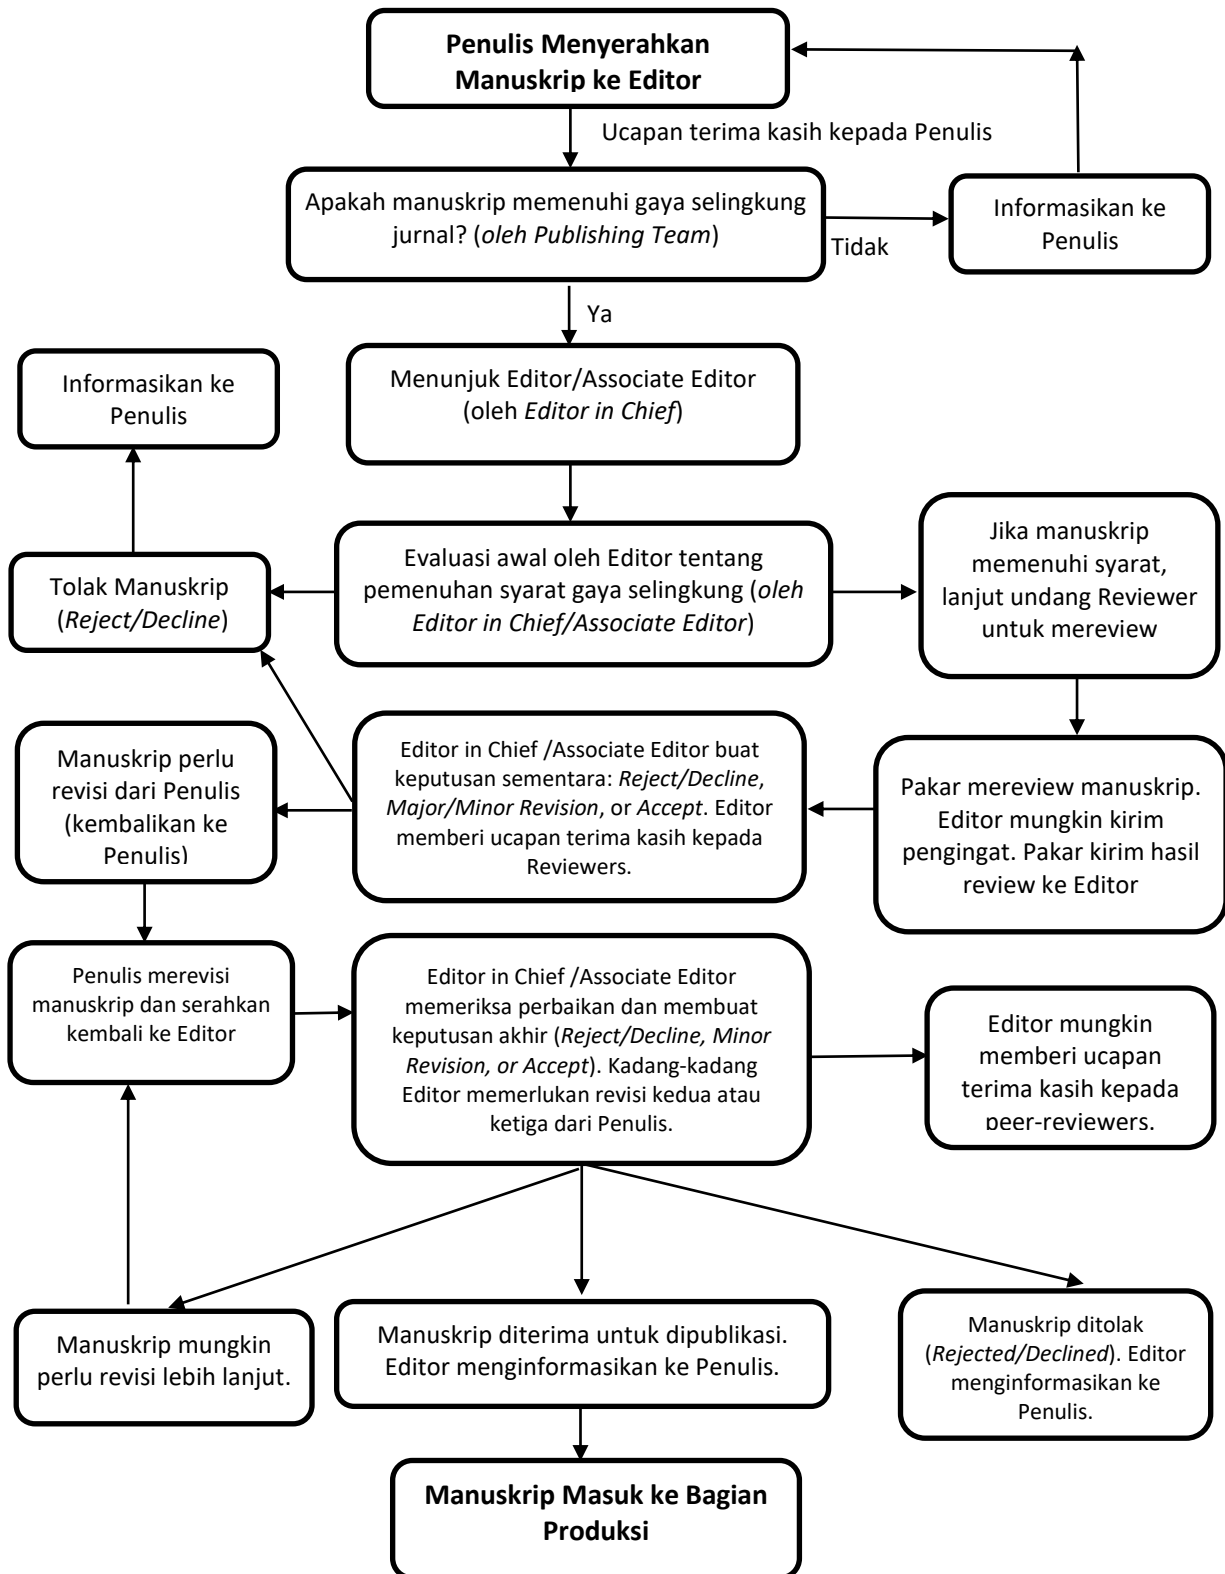 Penulis Menyerahkan
Manuskrip ke Editor
Ucapan terima kasih kepada Penulis
Apakah manuskrip memenuhi gaya selingkung
jurnal? (oleh Publishing Team)
Tidak
Informasikan ke
Penulis
Ya
Menunjuk Editor/Associate Editor
(oleh Editor in Chief)
Informasikan ke
Penulis
Evaluasi awal oleh Editor tentang
pemenuhan syarat gaya selingkung (oleh
Editor in Chief/Associate Editor)
Tolak Manuskrip
(Reject/Decline)
Jika manuskrip
memenuhi syarat,
lanjut undang Reviewer
untuk mereview
Manuskrip perlu
revisi dari Penulis
(kembalikan ke
Penulis)
Editor in Chief /Associate Editor buat
keputusan sementara: Reject/Decline,
Major/Minor Revision, or Accept. Editor
memberi ucapan terima kasih kepada
Reviewers.
Pakar mereview manuskrip.
Editor mungkin kirim
pengingat. Pakar kirim hasil
review ke Editor
Penulis merevisi
manuskrip dan serahkan
kembali ke Editor
Editor in Chief /Associate Editor
memeriksa perbaikan dan membuat
keputusan akhir (Reject/Decline, Minor
Revision, or Accept). Kadang-kadang
Editor memerlukan revisi kedua atau
ketiga dari Penulis.
Editor mungkin
memberi ucapan
terima kasih kepada
peer-reviewers.
Manuskrip mungkin
perlu revisi lebih lanjut.
Manuskrip diterima untuk dipublikasi.
Editor menginformasikan ke Penulis.
Manuskrip ditolak
(Rejected/Declined). Editor
menginformasikan ke
Penulis.
Manuskrip Masuk ke Bagian
Produksi